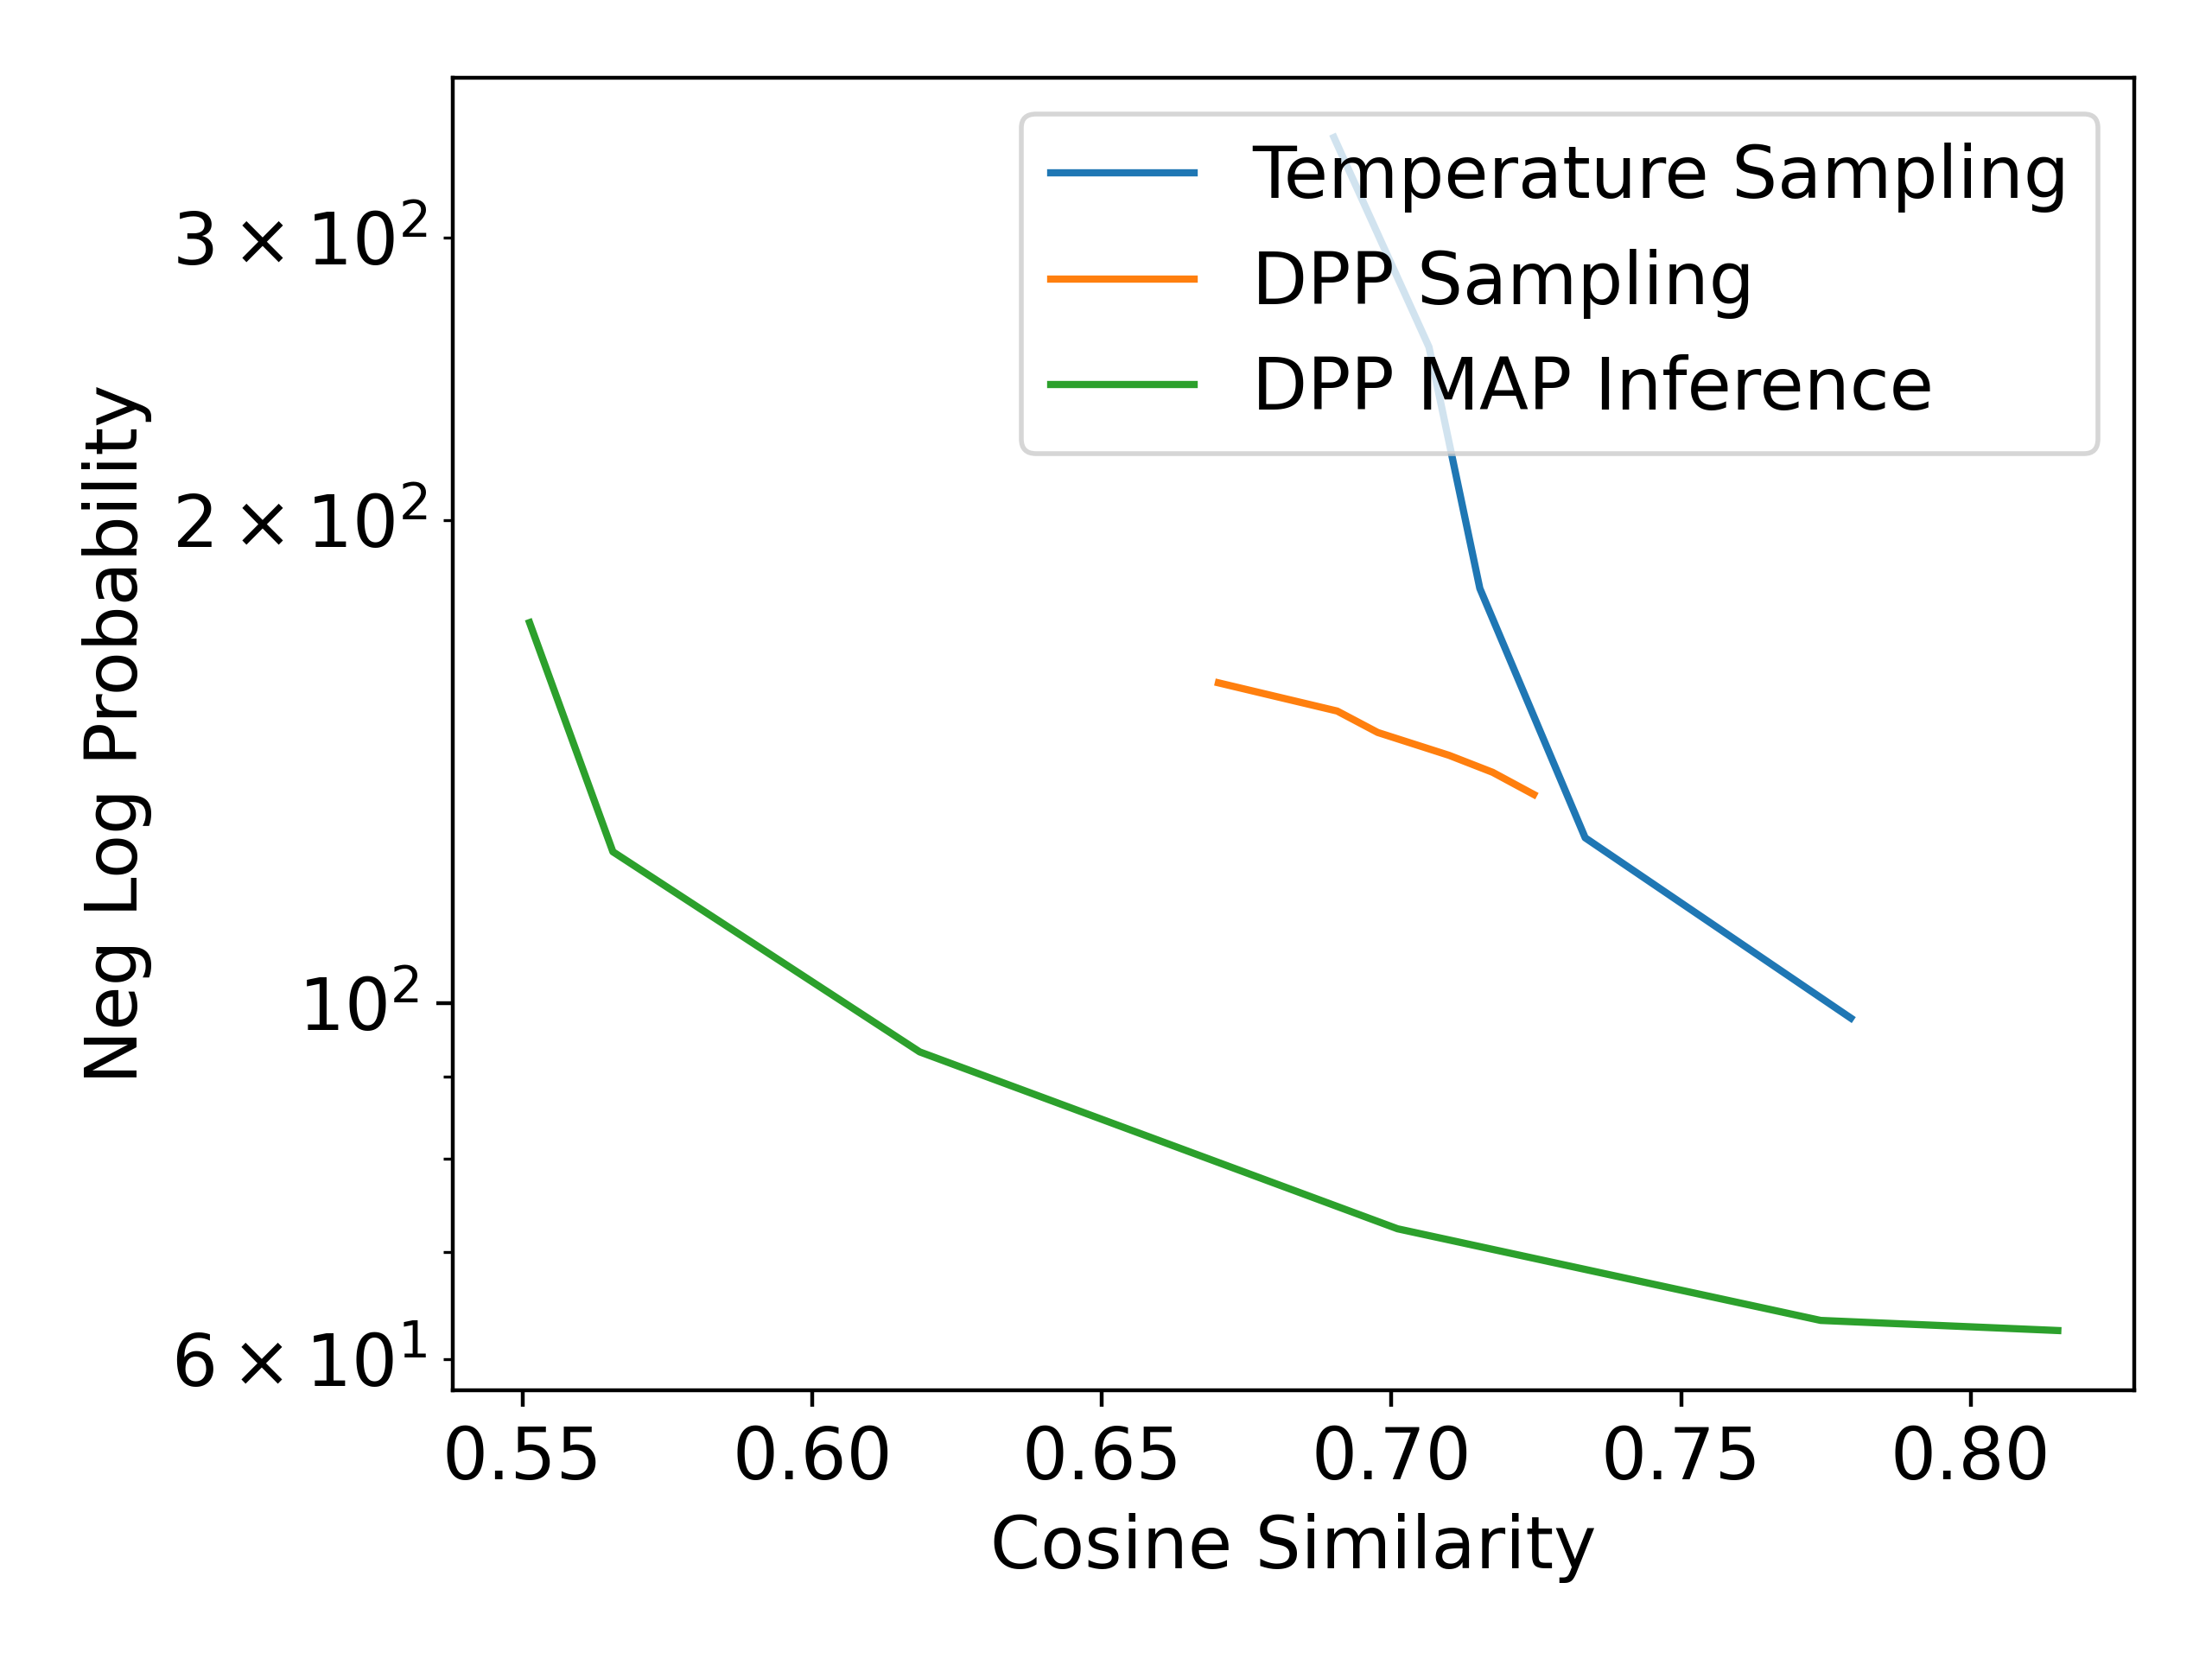 Temperature Sampling
DPP Sampling
DPP MAP Inference
Neg Log Probability
3 × 10²
2 × 10²
10²
6 × 10¹
0.55 0.60 0.65 0.70 0.75 0.80
Cosine Similarity